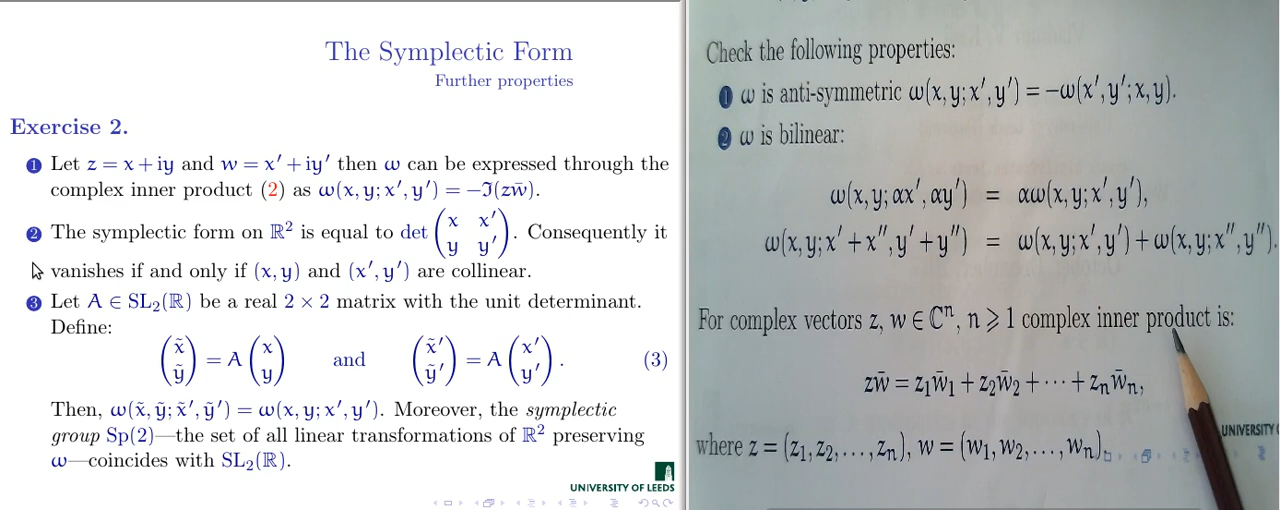 The Symplectic Form
Further properties
Exercise 2.
1 Let z = x + iy and w = x′ + iy′ then ω can be expressed through the
complex inner product (2) as ω(x, y; x′, y′) = −ℑ(zw̄).
2 The symplectic form on ℝ² is equal to det (x x′
y y′). Consequently it
vanishes if and only if (x, y) and (x′, y′) are collinear.
3 Let A ∈ SL₂(ℝ) be a real 2 × 2 matrix with the unit determinant.
Define:
(x̃ ỹ) = A (x y) and (x̃′ ỹ′) = A (x′ y′). (3)
Then, ω(x̃, ỹ; x̃′, ỹ′) = ω(x, y; x′, y′). Moreover, the symplectic
group Sp(2)—the set of all linear transformations of ℝ² preserving
ω—coincides with SL₂(ℝ).
UNIVERSITY OF LEEDS
Check the following properties:
1 ω is anti-symmetric ω(x, y; x′, y′) = −ω(x′, y′; x, y).
2 ω is bilinear:
ω(x, y; αx′, αy′) = αω(x, y; x′, y′),
ω(x, y; x′ + x″, y′ + y″) = ω(x, y; x′, y′) + ω(x, y; x″, y″).
For complex vectors z, w ∈ ℂⁿ, n ⩾ 1 complex inner product is:
zw̄ = z₁w̄₁ + z₂w̄₂ + ··· + zₙw̄ₙ,
where z = (z₁, z₂, ..., zₙ), w = (w₁, w₂, ..., wₙ).
UNIVERSITY